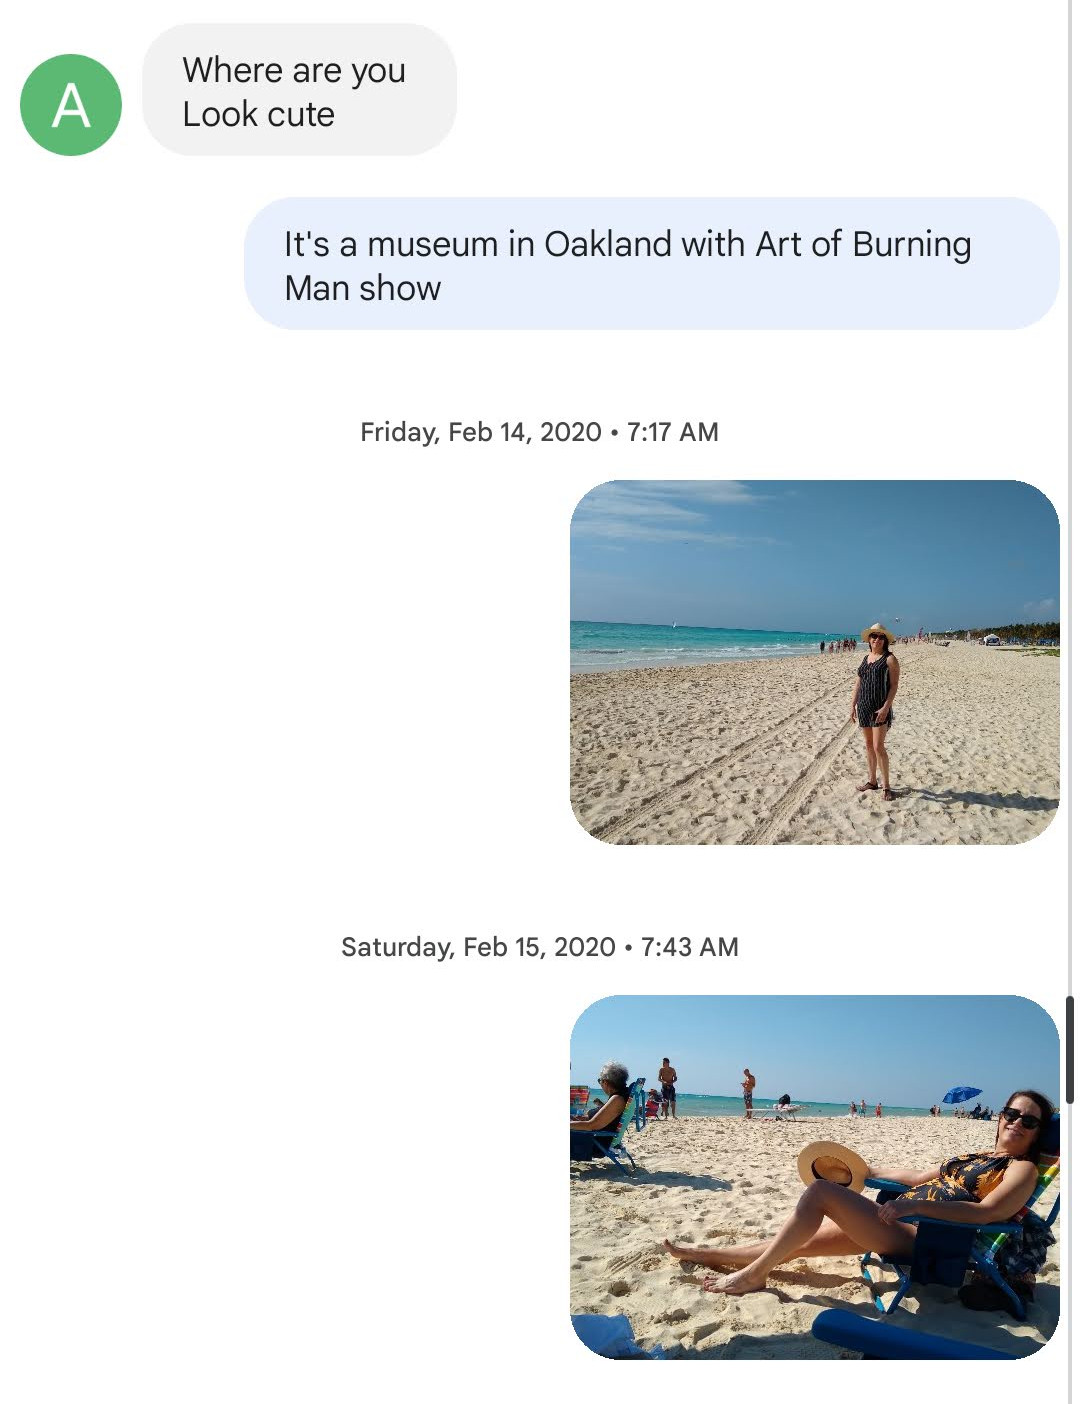 A
Where are you
Look cute
It's a museum in Oakland with Art of Burning
Man show
Friday, Feb 14, 2020 • 7:17 AM
Saturday, Feb 15, 2020 • 7:43 AM